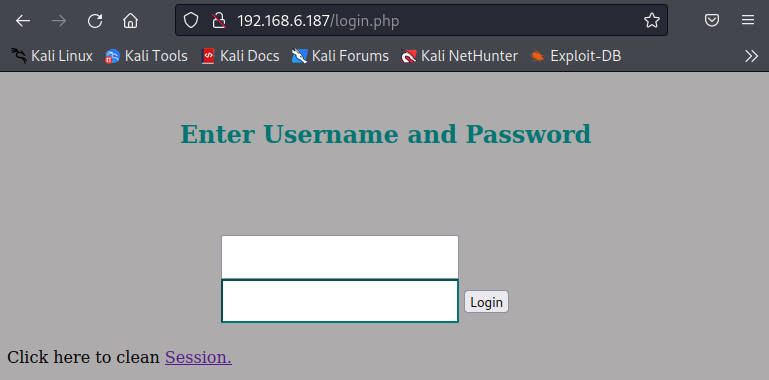 192.168.6.187/login.php
Kali Linux Kali Tools Kali Docs Kali Forums Kali NetHunter Exploit-DB
Enter Username and Password
Login
Click here to clean Session.